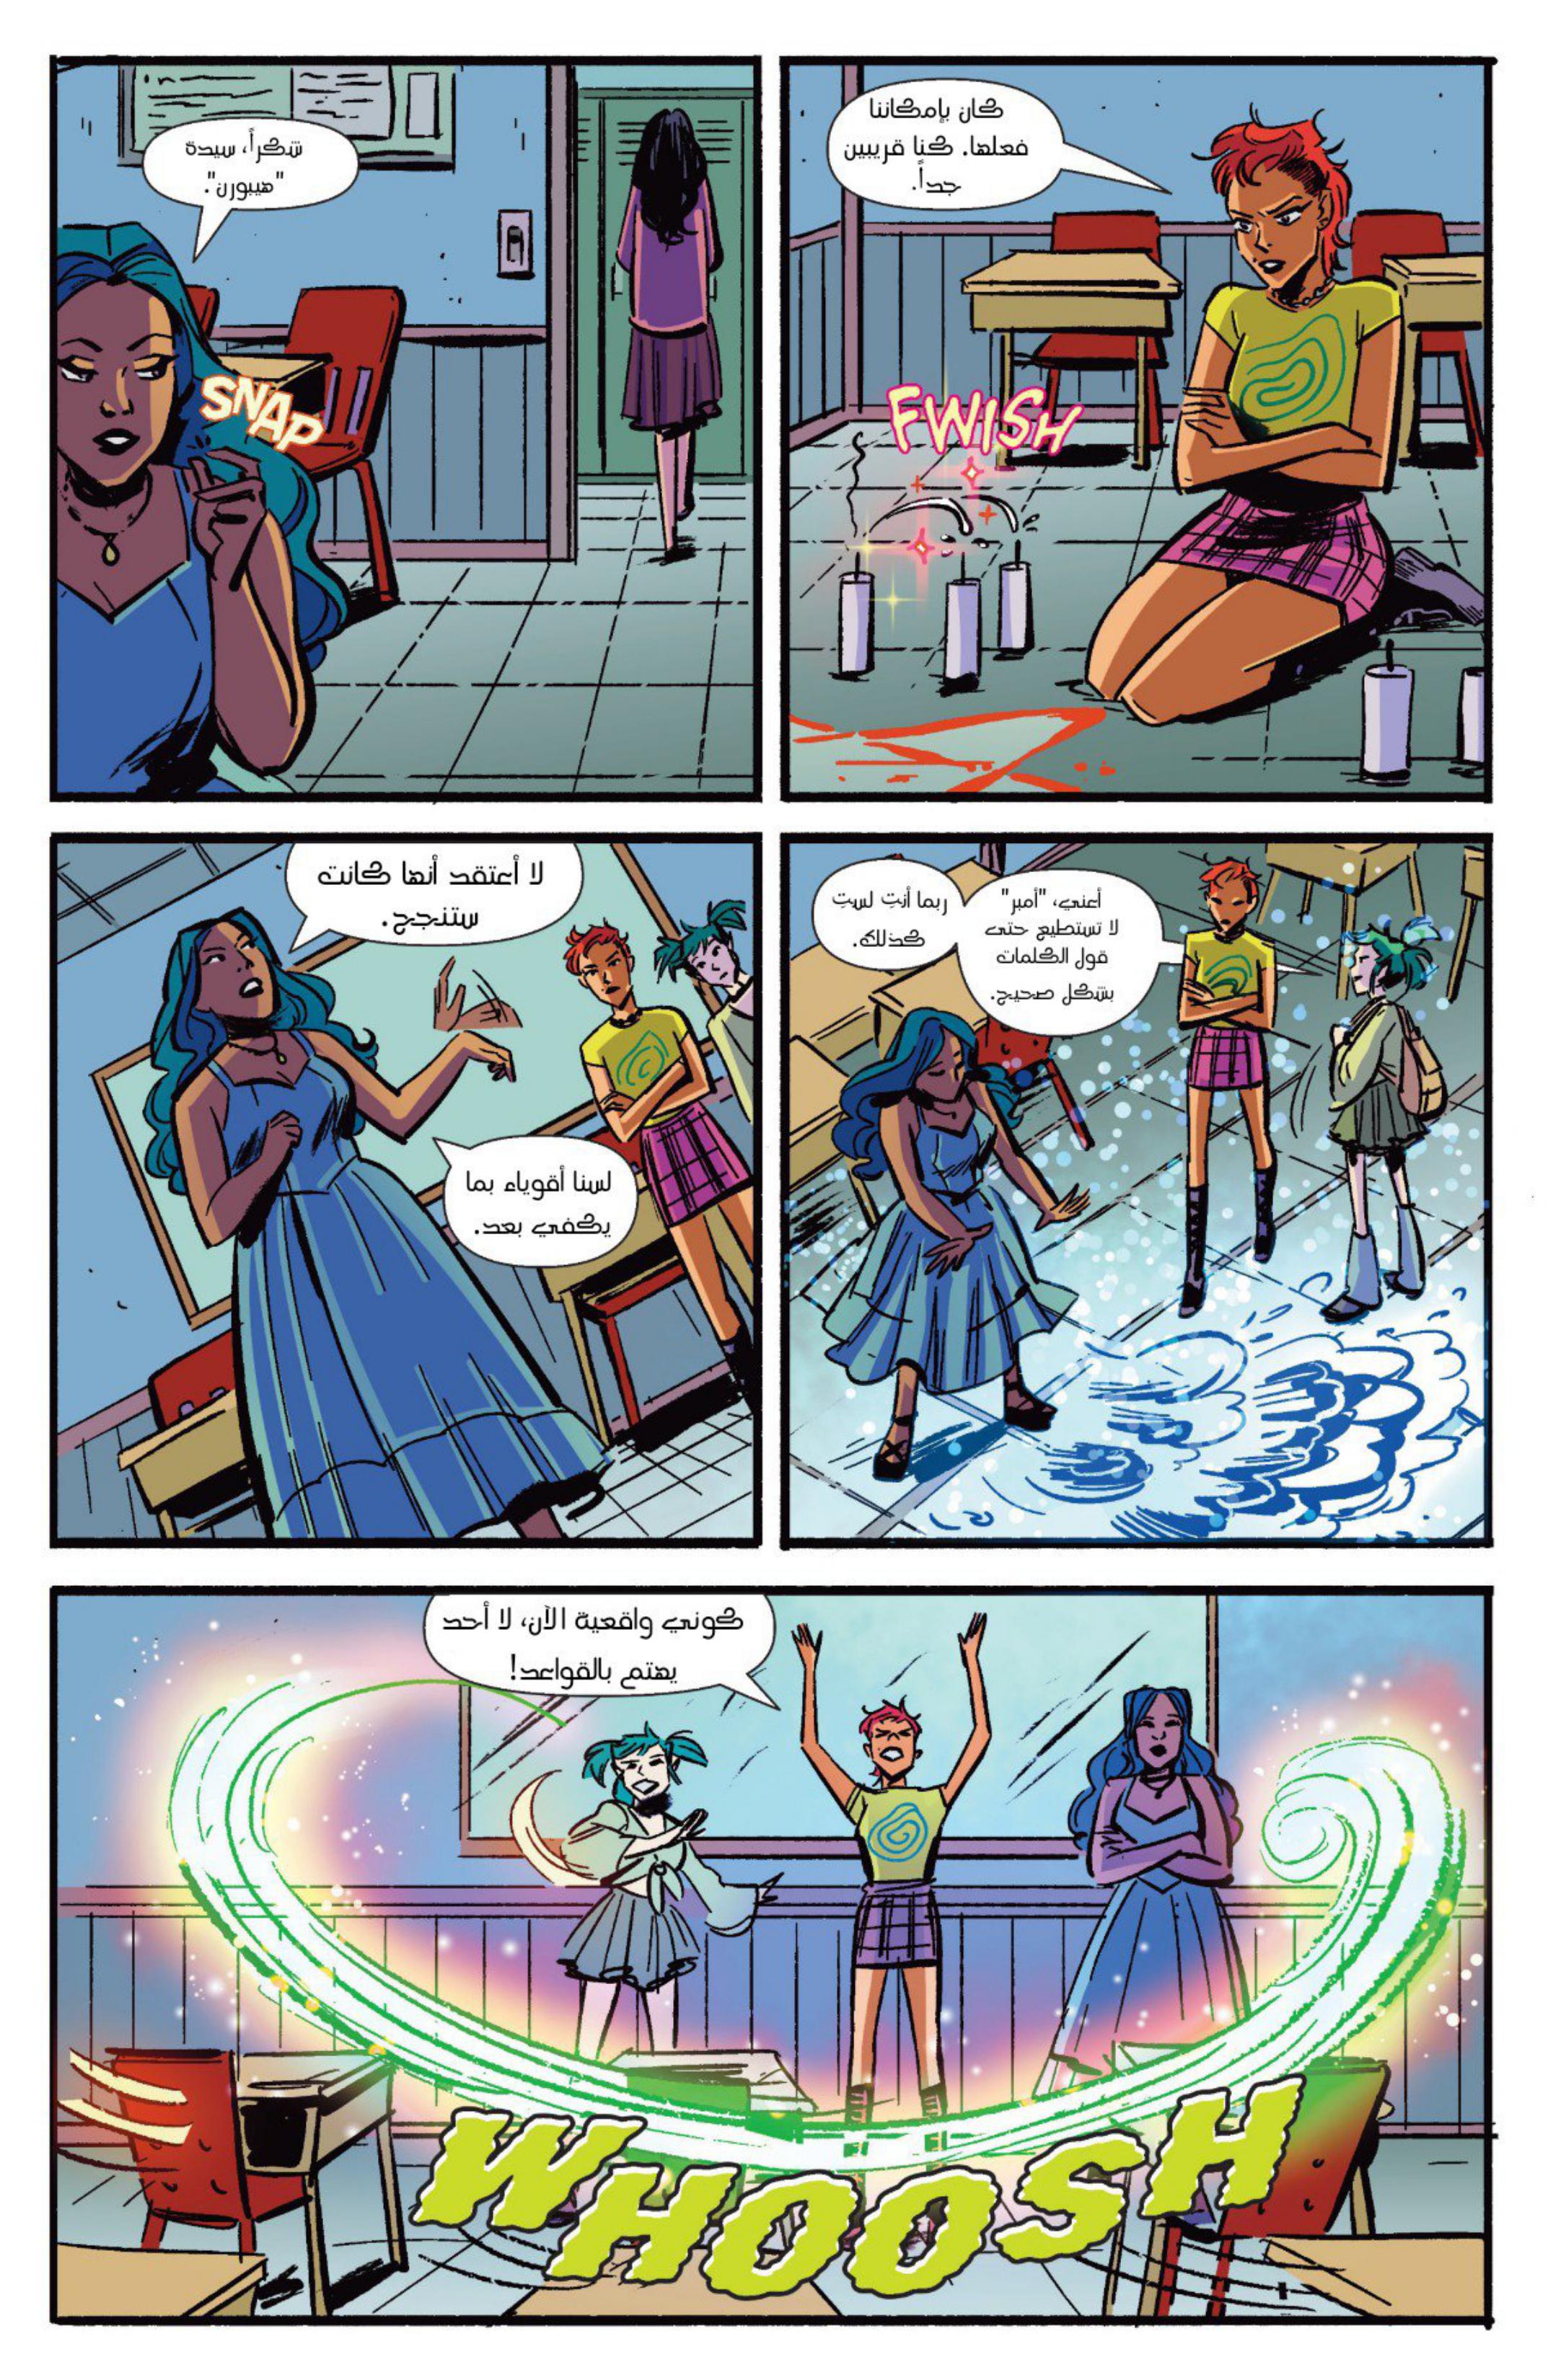 شكراً، سيدة
"هيبورن".
SNAP
كان بإمكاننا
فعلها. كنا قريبين
جداً.
FWISH
لا أعتقد أنها كانت
ستنجح.
لسنا أقوياء بما
يكفي بعد.
ربما أنتِ لستِ
كذلك.
أعني، "أمبر"
لا تستطيع حتى
قول الكلمات
بشكل صحيح.
كوني واقعية الآن، لا أحد
يهتم بالقواعد!
WHOOSH